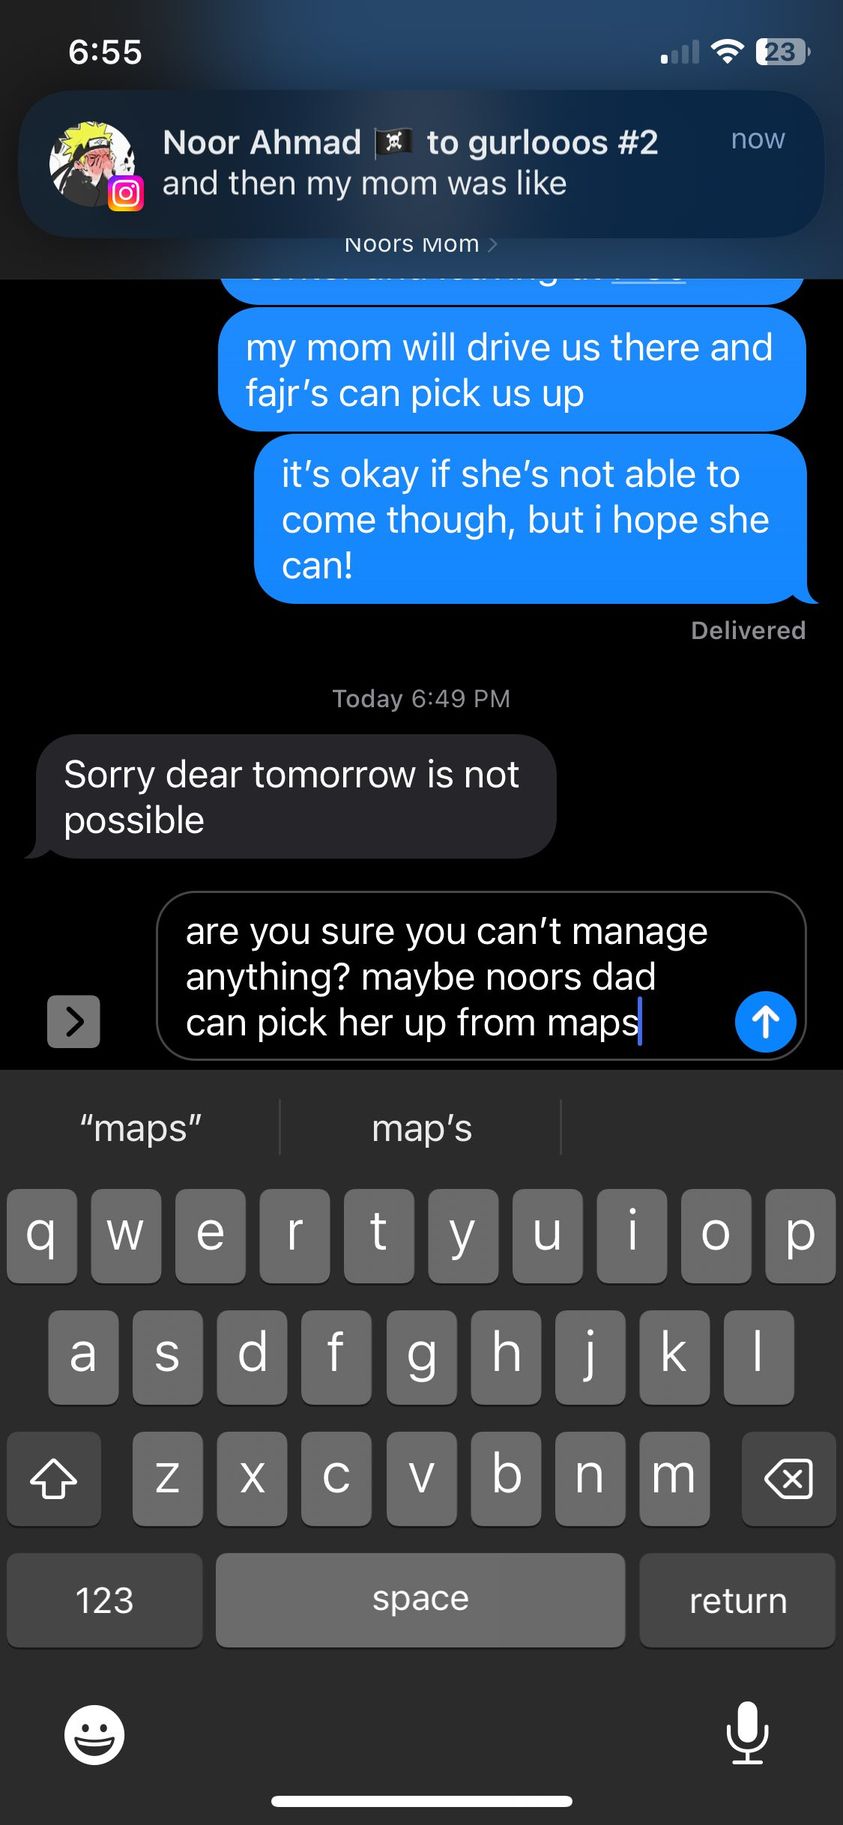 6:55
23
Noor Ahmad 🏴‍☠️ to gurlooos #2
now
and then my mom was like
Noors Mom >
my mom will drive us there and
fajr’s can pick us up
it’s okay if she’s not able to
come though, but i hope she
can!
Delivered
Today 6:49 PM
Sorry dear tomorrow is not
possible
are you sure you can’t manage
anything? maybe noors dad
can pick her up from maps
“maps”
map’s
q w e r t y u i o p
a s d f g h j k l
z x c v b n m
123
space
return